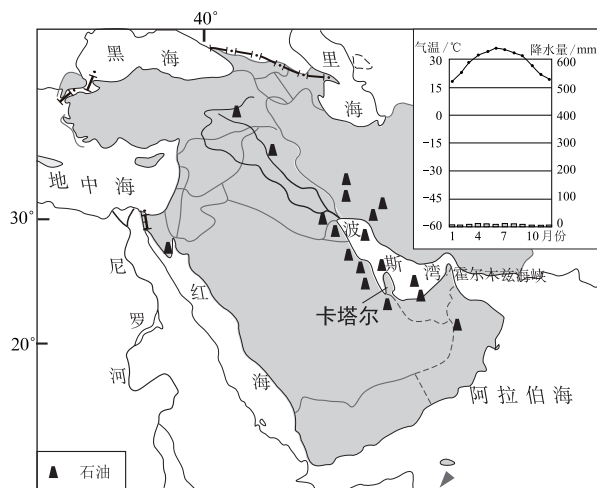 40°
黑海
里海
地中海
30°
波斯湾
霍尔木兹海峡
卡塔尔
尼罗河
红海
20°
阿拉伯海
石油
气温/℃ 降水量/mm
30 600
15 500
0 400
-15 300
-30 200
-45 100
-60 0
1 4 7 10 月份